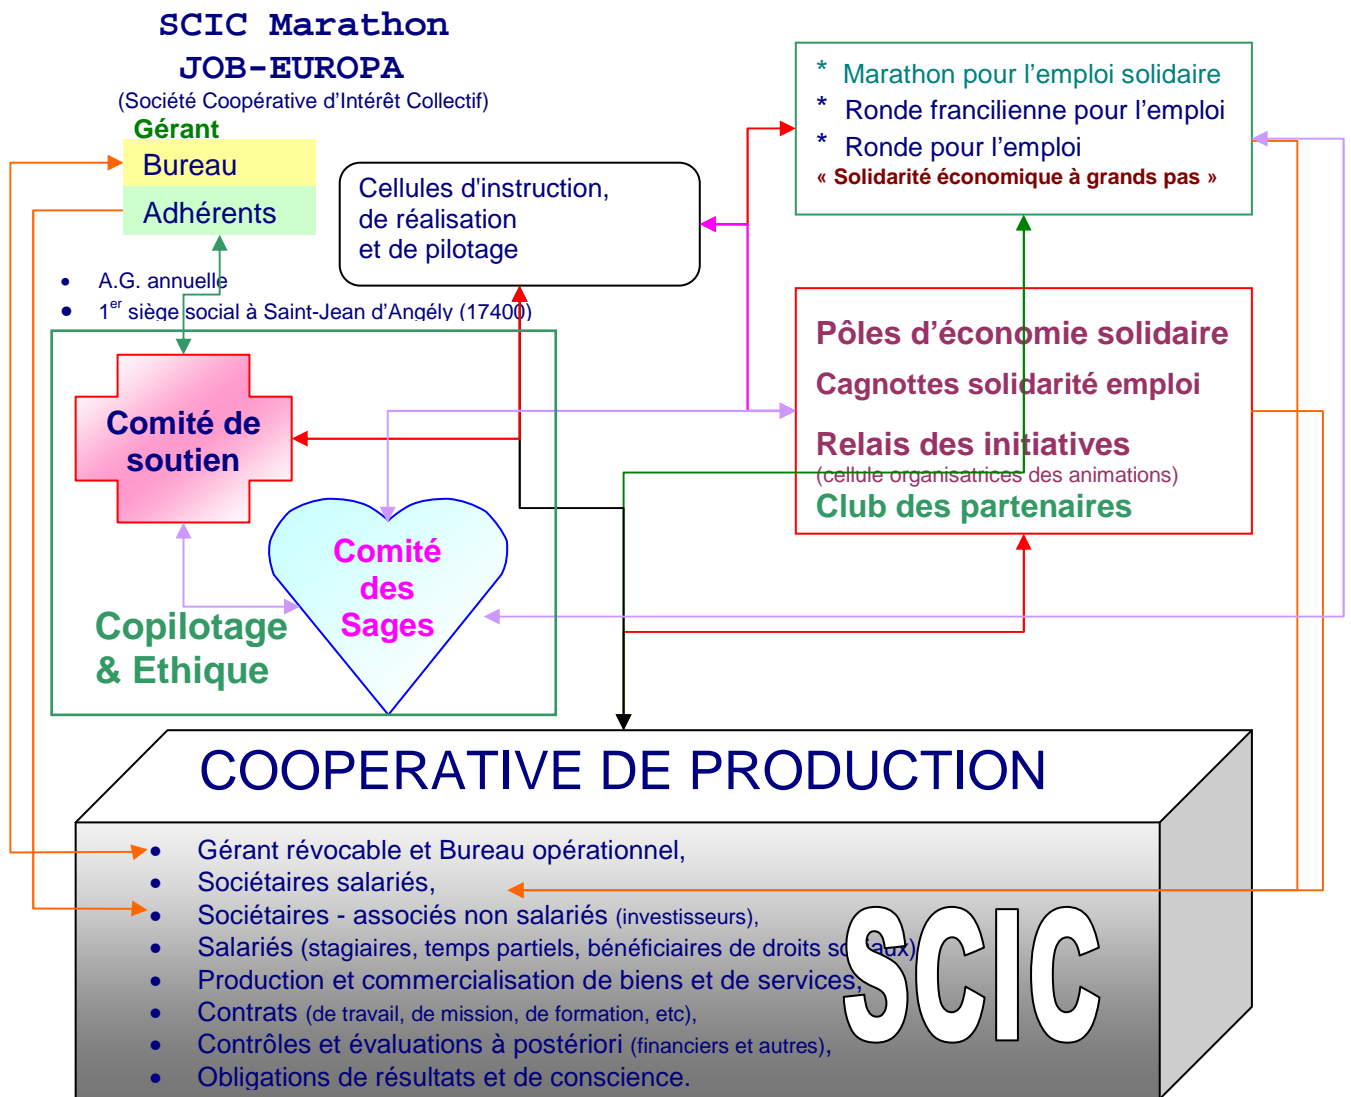 SCIC Marathon
JOB-EUROPA
(Société Coopérative d'Intérêt Collectif)
Gérant
Bureau
Adhérents
• A.G. annuelle
• 1er siège social à Saint-Jean d'Angély (17400)
Cellules d'instruction,
de réalisation
et de pilotage
* Marathon pour l'emploi solidaire
* Ronde francilienne pour l'emploi
* Ronde pour l'emploi
« Solidarité économique à grands pas »
Pôles d'économie solidaire
Cagnottes solidarité emploi
Relais des initiatives
(cellule organisatrices des animations)
Club des partenaires
Comité de
soutien
Comité
des
Sages
Copilotage
& Ethique
COOPERATIVE DE PRODUCTION
• Gérant révocable et Bureau opérationnel,
• Sociétaires salariés,
• Sociétaires - associés non salariés (investisseurs),
• Salariés (stagiaires, temps partiels, bénéficiaires de droits sociaux)
• Production et commercialisation de biens et de services,
• Contrats (de travail, de mission, de formation, etc),
• Contrôles et évaluations à postériori (financiers et autres),
• Obligations de résultats et de conscience.
SCIC